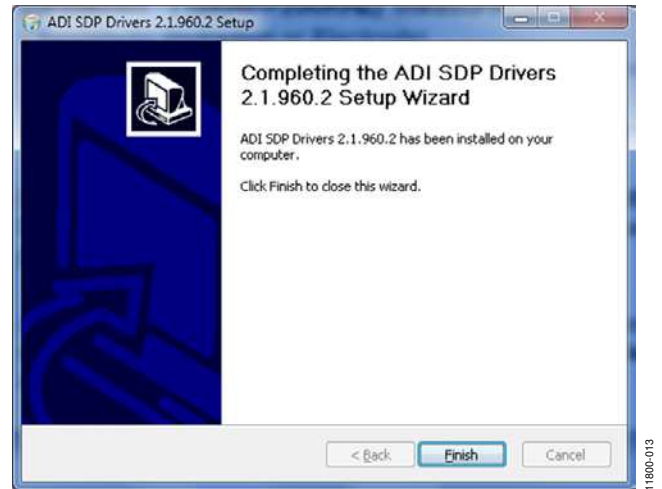 ADI SDP Drivers 2.1.960.2 Setup
Completing the ADI SDP Drivers
2.1.960.2 Setup Wizard
ADI SDP Drivers 2.1.960.2 has been installed on your
computer.
Click Finish to close this wizard.
< Back
Finish
Cancel
11800-013